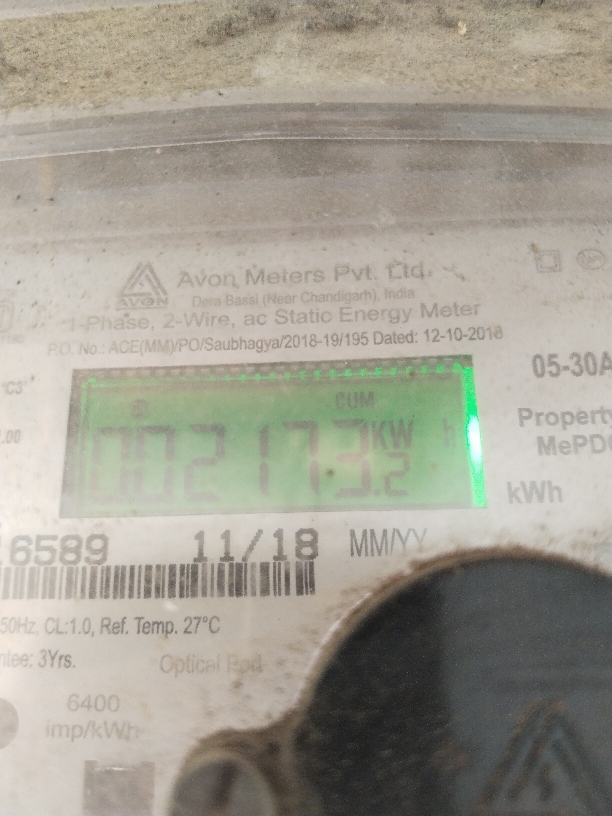 AVON
Avon Meters Pvt. Ltd.
Dera Bassi (Near Chandigarh), India
1-Phase, 2-Wire, ac Static Energy Meter
P.O. No.: ACE(MM)/PO/Saubhagya/2018-19/195 Dated: 12-10-2018
°C3'
05-30A
CUM
002173.2 KW h
.00
Property
MePDC
kWh
6589 11/18 MM/YY
50Hz, CL:1.0, Ref. Temp. 27°C
ntee: 3Yrs.
Optical Port
6400
imp/kWh